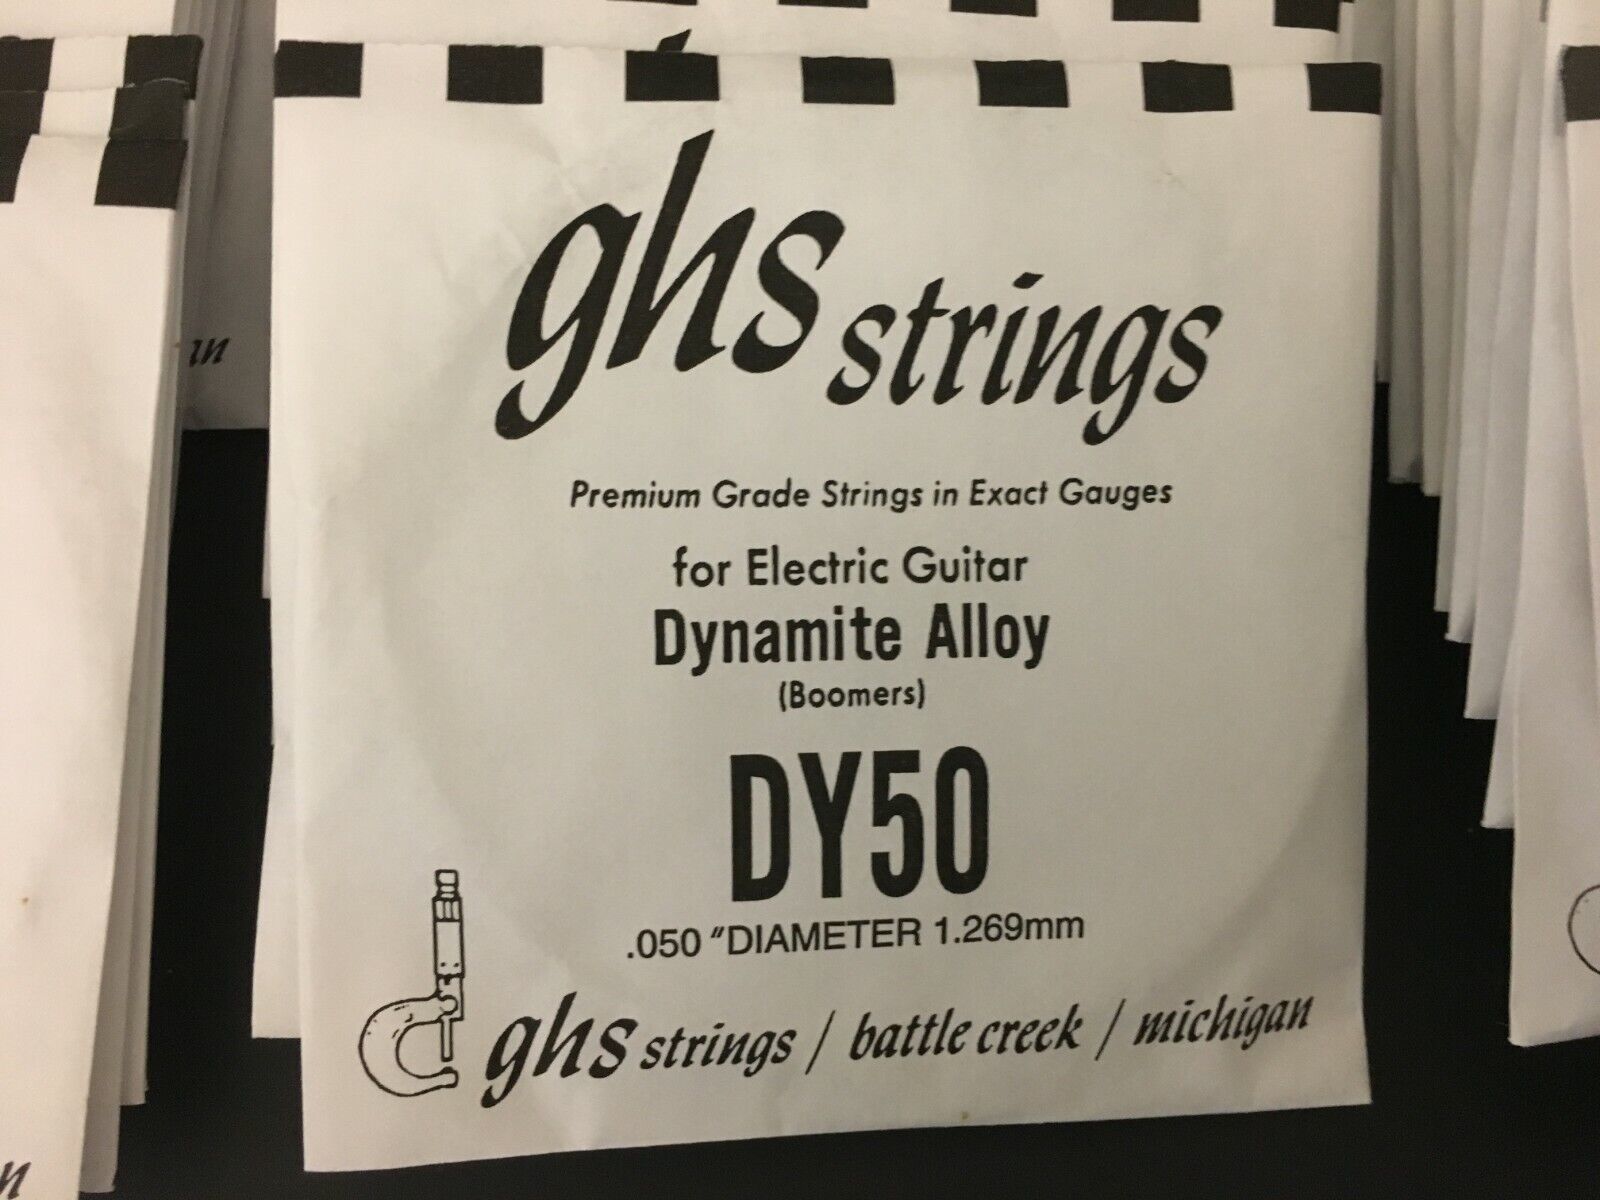 ghs strings
Premium Grade Strings in Exact Gauges
for Electric Guitar
Dynamite Alloy
(Boomers)
DY50
.050 "DIAMETER 1.269mm
ghs strings / battle creek / michigan